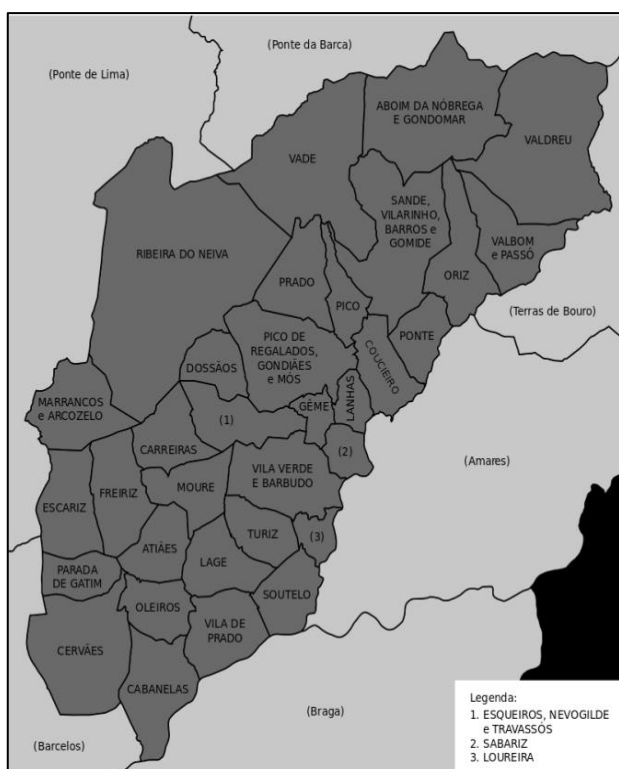 (Ponte da Barca)
(Ponte de Lima)
ABOIM DA NÓBREGA
E GONDOMAR
VALDREU
VADE
SANDE,
VILARINHO,
BARROS e
GOMIDE
VALBOM
e PASSÔ
RIBEIRA DO NEIVA
ORIZ
PRADO
PICO
(Terras de Bouro)
PONTE
COUCIEIRO
PICO DE
REGALADOS,
GONDIÃES
e MÓS
DOSSÃOS
LANHAS
MARRANCOS
e ARCOZELO
GÊME
(1)
CARREIRAS
(2)
(Amares)
VILA VERDE
E BARBUDO
MOURE
FREIRIZ
ESCARIZ
TURIZ
(3)
ATIÃES
LAGE
PARADA
DE GATIM
SOUTELO
OLEIROS
VILA DE
PRADO
CERVÃES
CABANELAS
(Braga)
(Barcelos)
Legenda:
1. ESQUEIROS, NEVOGILDE
e TRAVASSÓS
2. SABARIZ
3. LOUREIRA